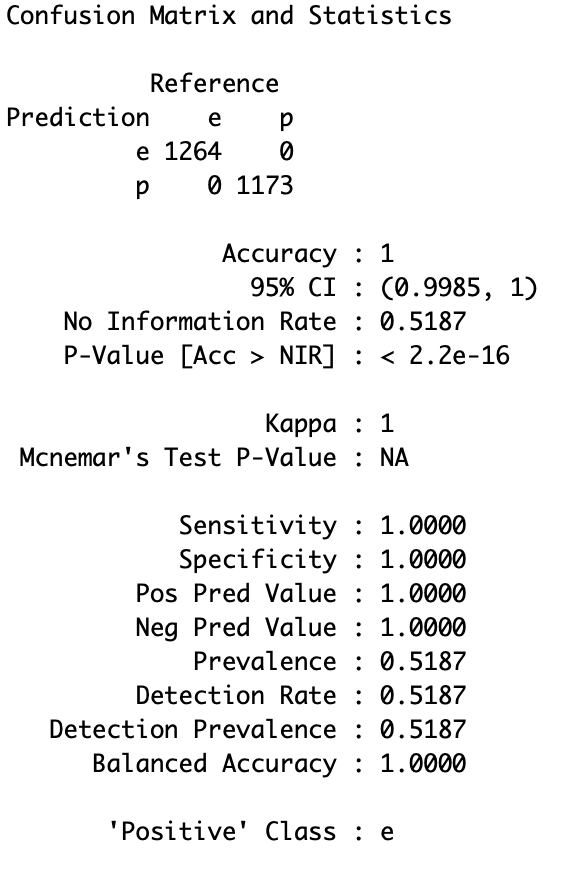 Confusion Matrix and Statistics
Reference
Prediction e p
e 1264 0
p 0 1173
Accuracy : 1
95% CI : (0.9985, 1)
No Information Rate : 0.5187
P-Value [Acc > NIR] : < 2.2e-16
Kappa : 1
Mcnemar's Test P-Value : NA
Sensitivity : 1.0000
Specificity : 1.0000
Pos Pred Value : 1.0000
Neg Pred Value : 1.0000
Prevalence : 0.5187
Detection Rate : 0.5187
Detection Prevalence : 0.5187
Balanced Accuracy : 1.0000
'Positive' Class : e